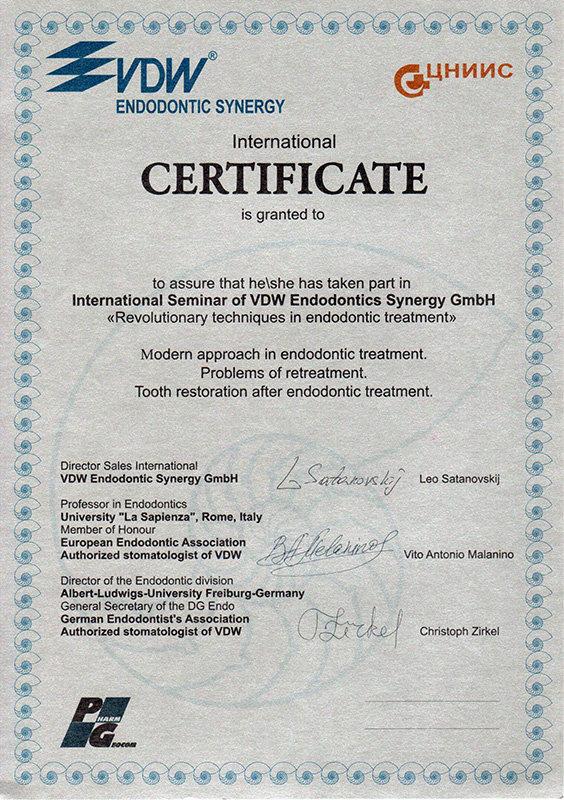 VDW®
ENDODONTIC SYNERGY
ЦНИИС
International
CERTIFICATE
is granted to
to assure that he\she has taken part in
International Seminar of VDW Endodontics Synergy GmbH
«Revolutionary techniques in endodontic treatment»
Modern approach in endodontic treatment.
Problems of retreatment.
Tooth restoration after endodontic treatment.
Director Sales International
VDW Endodontic Synergy GmbH
L Satanovskij
Leo Satanovskij
Professor in Endodontics
University "La Sapienza", Rome, Italy
Member of Honour
European Endodontic Association
Authorized stomatologist of VDW
Vito Antonio Malanino
Director of the Endodontic division
Albert-Ludwigs-University Freiburg-Germany
General Secretary of the DG Endo
German Endodontist's Association
Authorized stomatologist of VDW
Zirkel
Christoph Zirkel
PHARM
GEOCOM